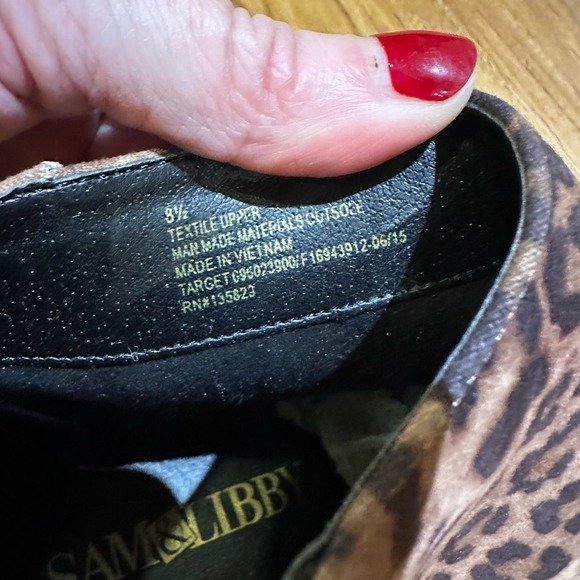 8½
TEXTILE UPPER
MAN MADE MATERIALS OUTSOLE
MADE IN VIETNAM
TARGET 096023900/F16943912-06/15
RN#135823
SAM&LIBBY